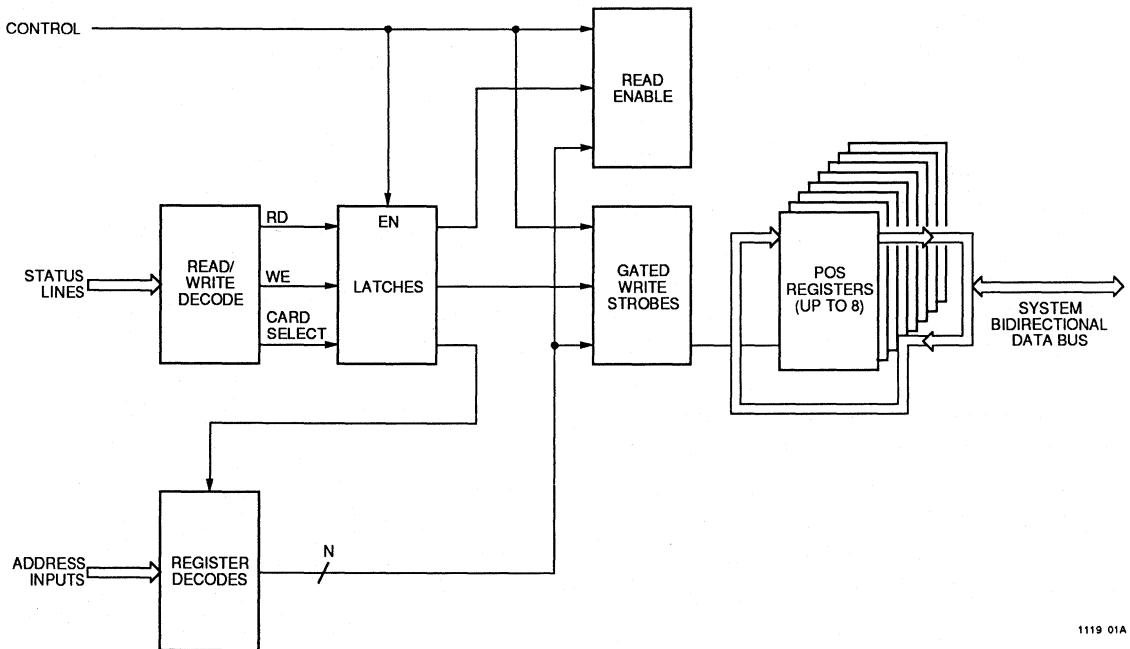 CONTROL
READ
ENABLE
RD
EN
READ/
WRITE
DECODE
WE
LATCHES
CARD
SELECT
STATUS
LINES
GATED
WRITE
STROBES
POS
REGISTERS
(UP TO 8)
SYSTEM
BIDIRECTIONAL
DATA BUS
ADDRESS
INPUTS
REGISTER
DECODES
N
1119 01A